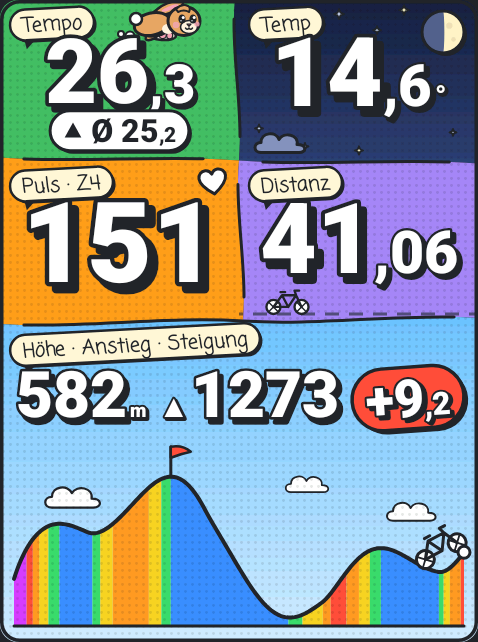 Tempo
26,3
▲ Ø 25,2
Temp
14,6°
Puls · Z4
151
Distanz
41,06
Höhe · Anstieg · Steigung
582m ▲1273 +9,2